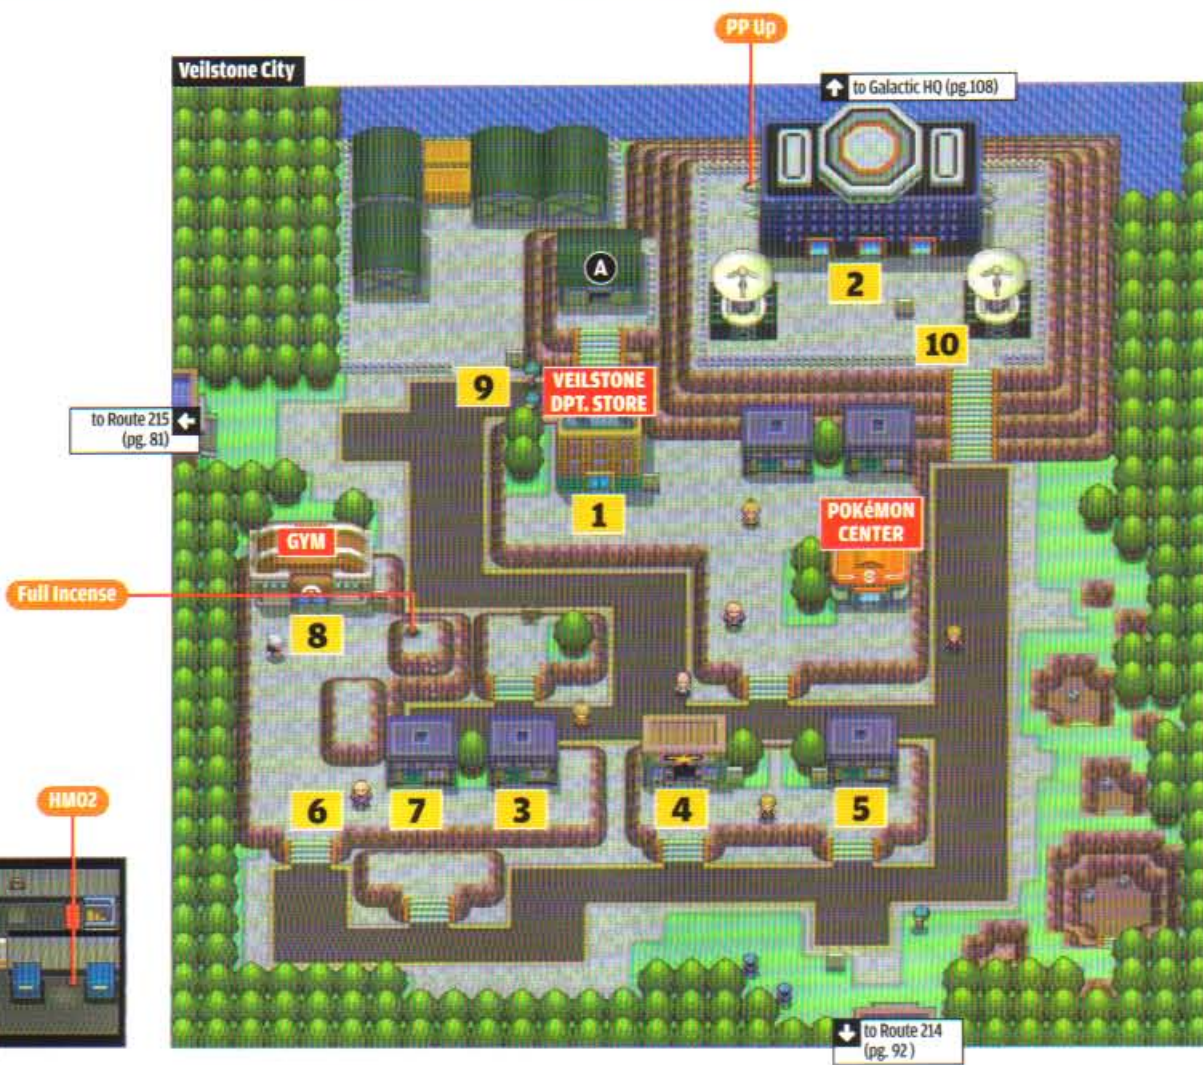 PP Up
Veilstone City
to Galactic HQ (pg.108)
A
2
10
9
VEILSTONE
DPT. STORE
to Route 215
(pg. 81)
1
POKéMON
CENTER
GYM
Full Incense
8
HM02
6
7
3
4
5
to Route 214
(pg. 92 )